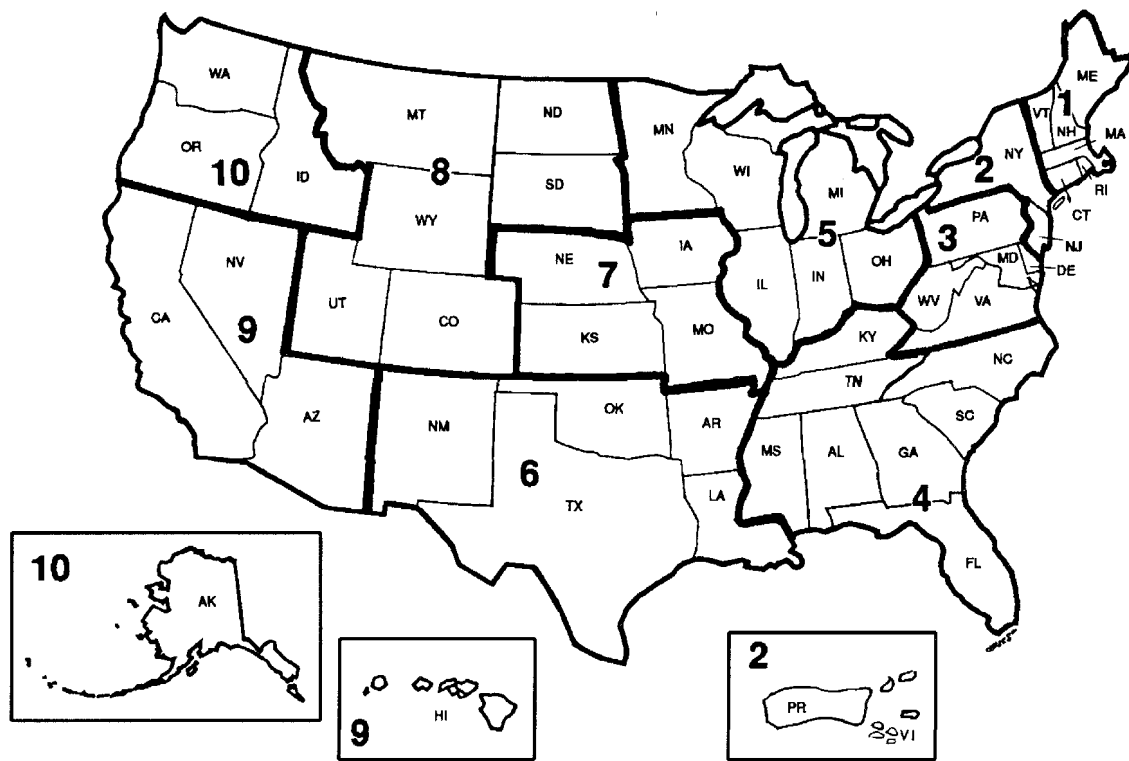 WA
MT
ND
MN
ME
VT
1
NH
MA
OR
10
ID
8
SD
WI
MI
NY
2
RI
CT
WY
5
PA
3
NJ
NV
NE
7
IA
OH
MD
DE
CA
UT
CO
IL
IN
WV
VA
9
KS
MO
KY
NC
TN
AZ
NM
OK
AR
SC
6
TX
MS
AL
GA
LA
4
FL
10
AK
HI
9
2
PR
VI